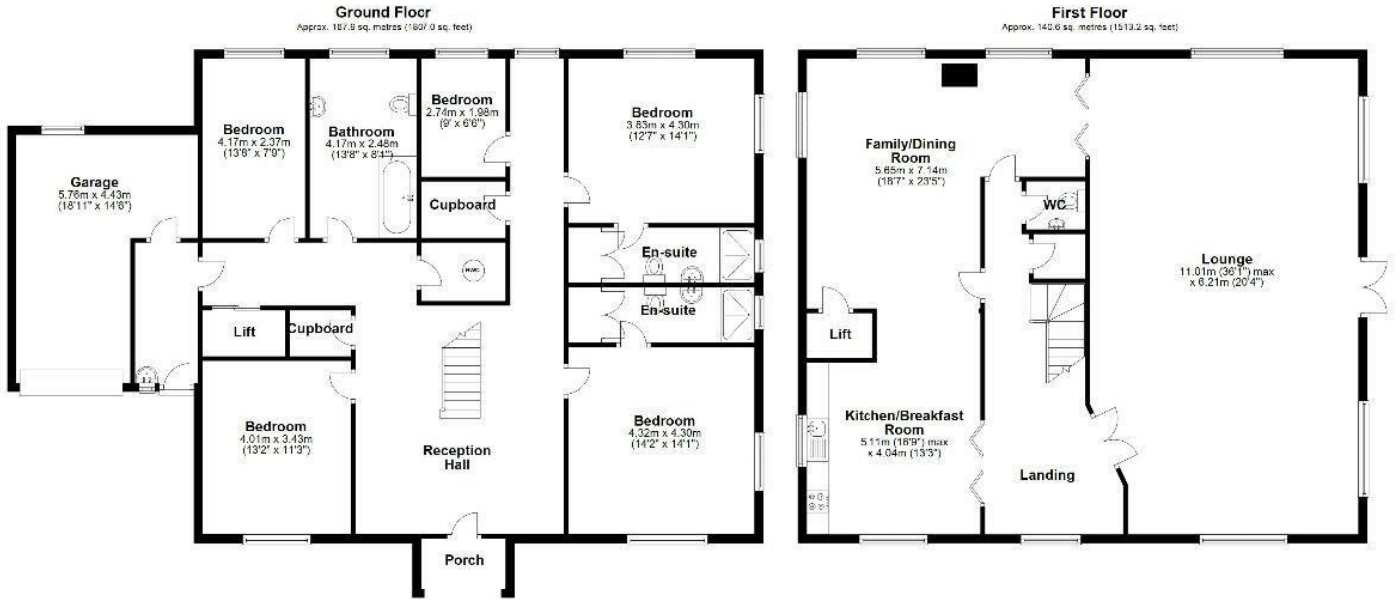 Ground Floor
Approx. 167.9 sq. metres (1807.0 sq. feet)
Bedroom
4.17m x 2.37m
(13'8" x 7'9")
Bathroom
4.17m x 2.48m
(13'8" x 8'1")
Bedroom
2.74m x 1.98m
(9' x 6'6")
Bedroom
3.83m x 4.30m
(12'7" x 14'1")
Garage
5.76m x 4.43m
(18'11" x 14'6")
Cupboard
HWC
En-suite
En-suite
Lift
Cupboard
Bedroom
4.01m x 3.43m
(13'2" x 11'3")
Reception
Hall
Bedroom
4.32m x 4.30m
(14'2" x 14'1")
Porch
First Floor
Approx. 140.6 sq. metres (1513.2 sq. feet)
Family/Dining
Room
5.65m x 7.14m
(18'7" x 23'5")
WC
Lounge
11.01m (36'1") max
x 6.21m (20'4")
Lift
Kitchen/Breakfast
Room
5.11m (16'9") max
x 4.04m (13'3")
Landing